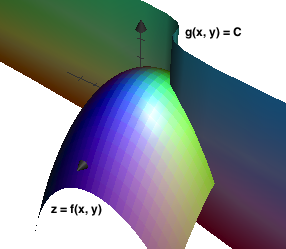 g(x, y) = C
z = f(x, y)